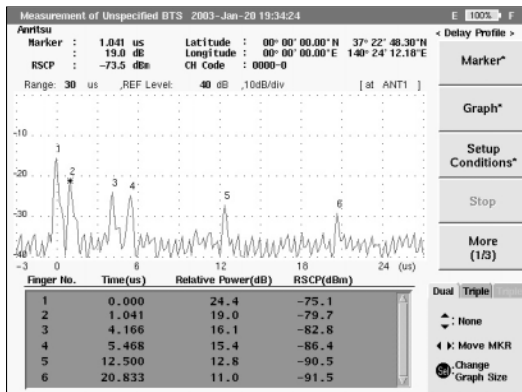 Measurement of Unspecified BTS 2003-Jan-20 19:34:24 E 100% F
Anritsu
Marker : 1.041 us Latitude : 00° 00' 00.00"N 37° 22' 48.30"N
: 19.0 dB Longitude : 00° 00' 00.00"E 140° 24' 12.18"E
RSCP : -73.5 dBm CH Code : 0000-0
Range: 30 us ,REF Level: 40 dB ,10dB/div [ at ANT1 ]
< Delay Profile >
Marker*
Graph*
Setup
Conditions*
Stop
More
(1/3)
-10
-20
-30
-40
1
*
2
3
4
5
6
-3 0 6 12 18 24 (us)
Finger No. Time(us) Relative Power(dB) RSCP(dBm)
1 0.000 24.4 -75.1
2 1.041 19.0 -79.7
3 4.166 16.1 -82.8
4 5.468 15.4 -86.4
5 12.500 12.8 -90.5
6 20.833 11.0 -91.5
Dual Triple
: None
: Move MKR
Sel :Change
Graph Size